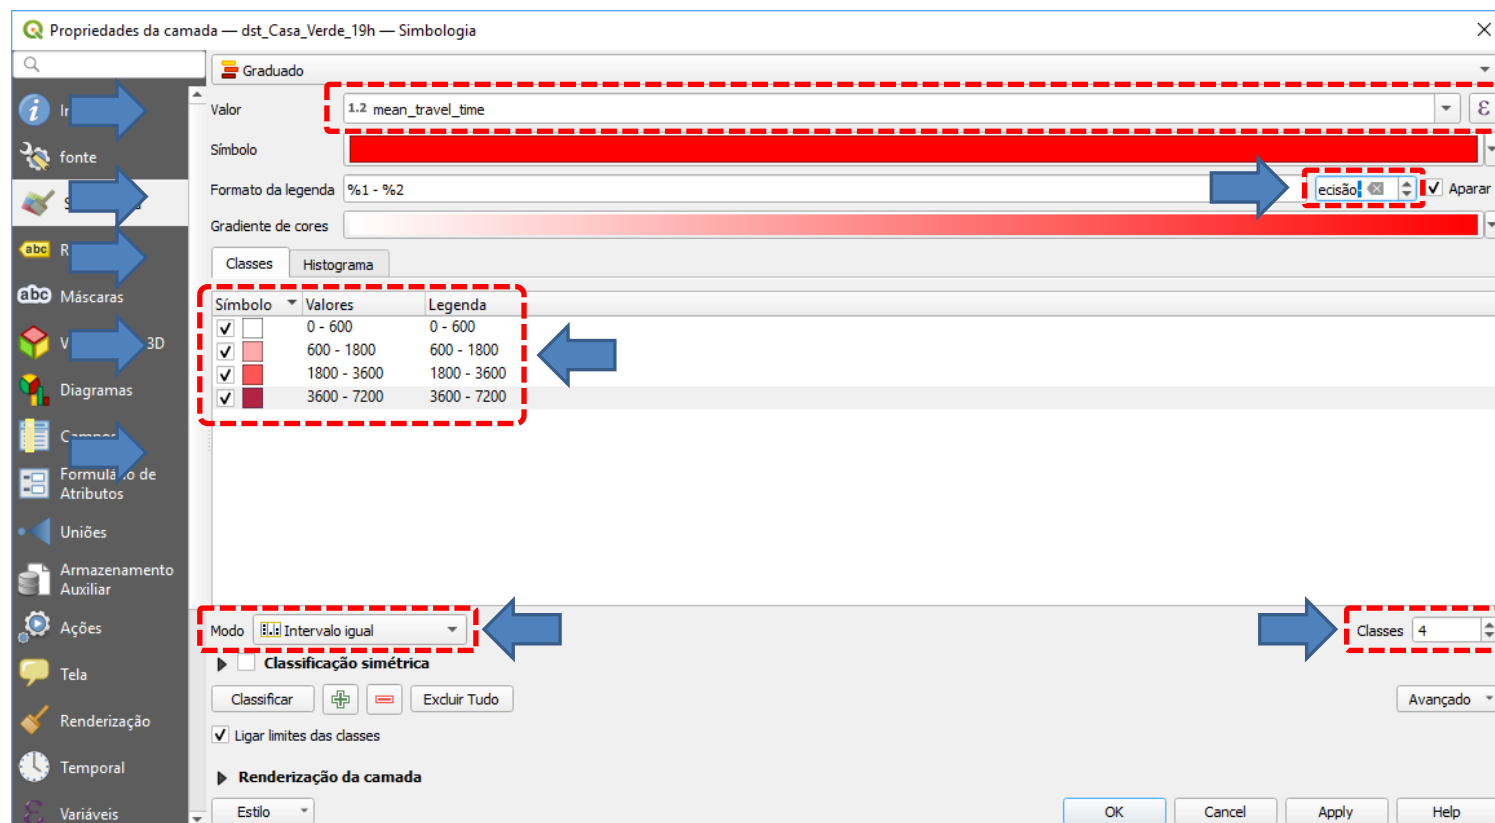 Propriedades da camada — dst_Casa_Verde_19h — Simbologia
Graduado
Valor
1.2 mean_travel_time
ε
Símbolo
Formato da legenda
%1 - %2
ecisão
Aparar
Gradiente de cores
Classes
Histograma
Símbolo Valores Legenda
0 - 600 0 - 600
600 - 1800 600 - 1800
1800 - 3600 1800 - 3600
3600 - 7200 3600 - 7200
Modo
Intervalo igual
Classes 4
Classificação simétrica
Classificar
Excluir Tudo
Avançado
Ligar limites das classes
Renderização da camada
Estilo
OK
Cancel
Apply
Help
fonte
abc
abc Máscaras
3D
Diagramas
Formulário de
Atributos
Uniões
Armazenamento
Auxiliar
Ações
Tela
Renderização
Temporal
Variáveis